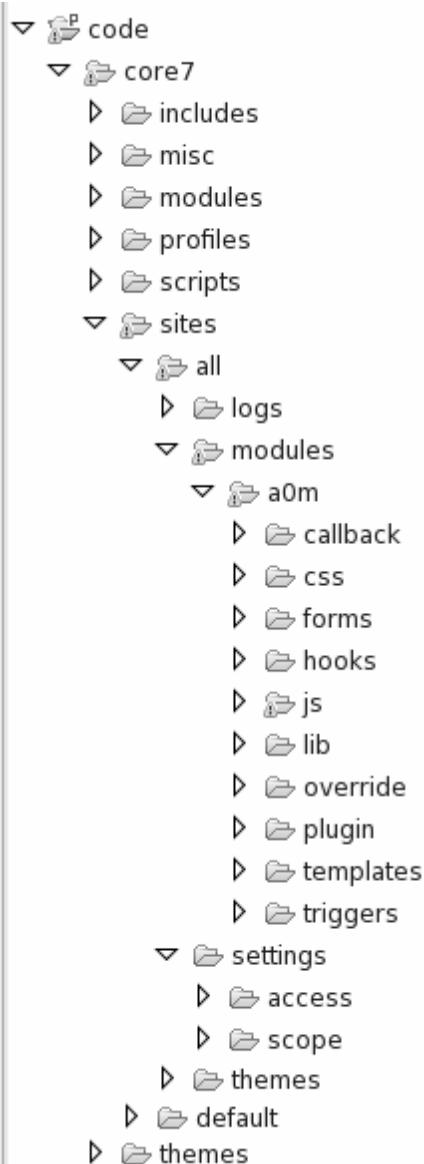 code
core7
includes
misc
modules
profiles
scripts
sites
all
logs
modules
a0m
callback
css
forms
hooks
js
lib
override
plugin
templates
triggers
settings
access
scope
themes
default
themes